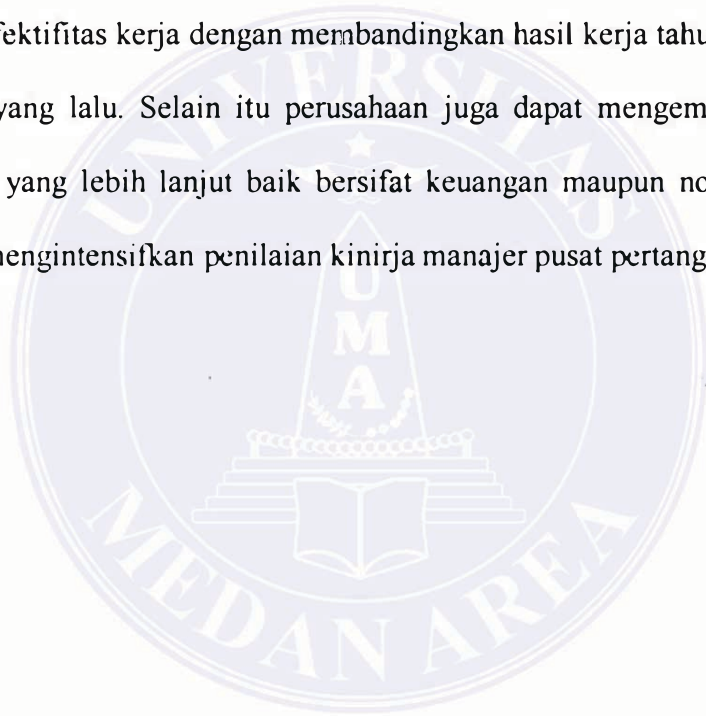 fektifitas kerja dengan membandingkan hasil kerja tahu
yang lalu. Selain itu perusahaan juga dapat mengem
yang lebih lanjut baik bersifat keuangan maupun no
nengintensifkan penilaian kinirja manajer pusat pertang
UNIVERSITAS
UMA
MEDAN AREA